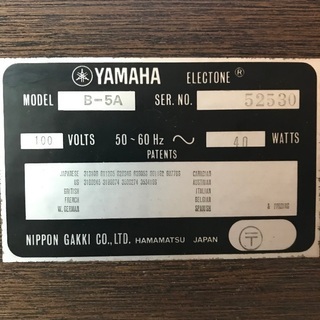 YAMAHA ELECTONE ®
MODEL B-5A SER. NO. 52530
100 VOLTS 50~60 Hz ~ 40 WATTS
PATENTS
JAPANESE CANADIAN
US AUSTRIAN
BRITISH ITALIAN
FRENCH BELGIAN
W. GERMAN SPANISH
NIPPON GAKKI CO., LTD. HAMAMATSU JAPAN